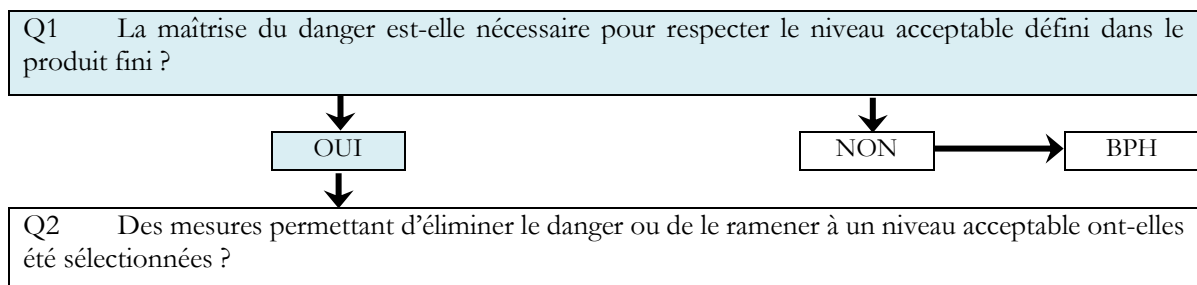 Q1 La maîtrise du danger est-elle nécessaire pour respecter le niveau acceptable défini dans le
produit fini ?
OUI
NON
BPH
Q2 Des mesures permettant d’éliminer le danger ou de le ramener à un niveau acceptable ont-elles
été sélectionnées ?